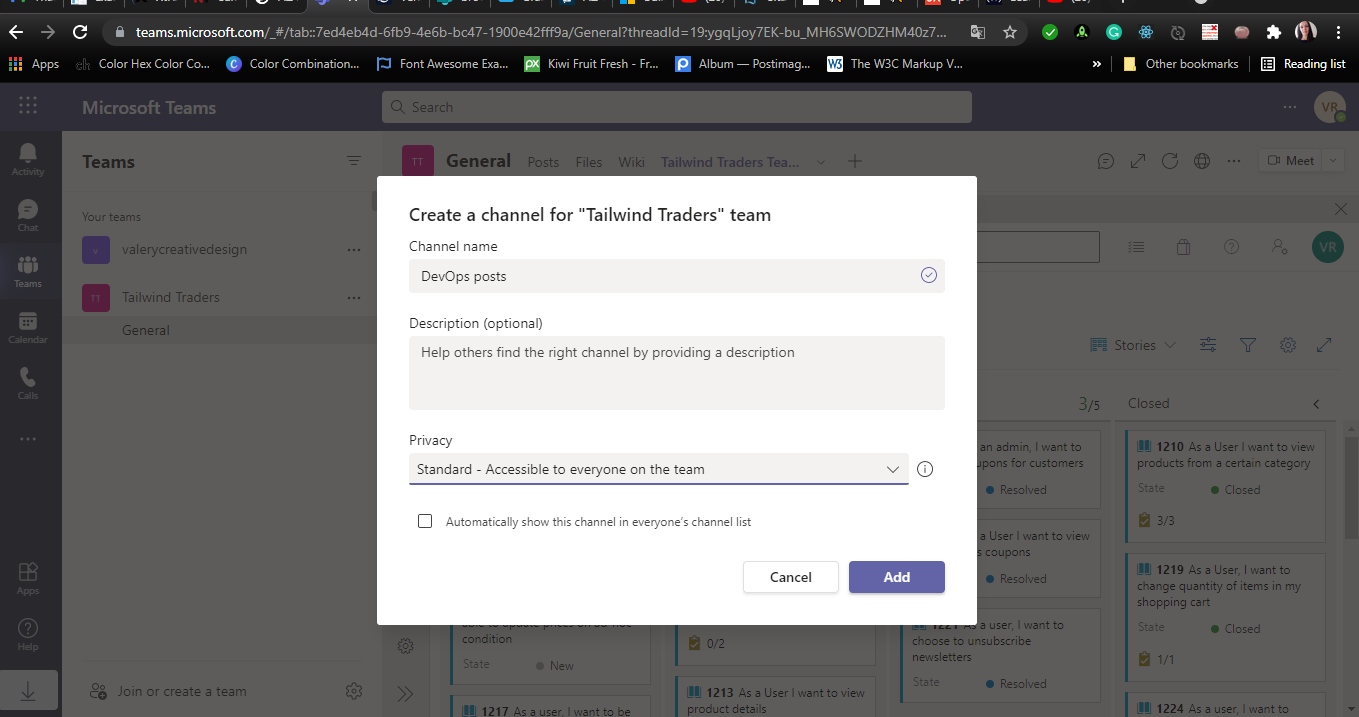 teams.microsoft.com/_#/tab::7ed4eb4d-6fb9-4e6b-bc47-1900e42fff9a/General?threadId=19:ygqLjoy7EK-bu_MH6SWODZHM40z7...
Apps
Color Hex Color Co...
Color Combination...
Font Awesome Exa...
Kiwi Fruit Fresh - Fr...
Album — Postimag...
The W3C Markup V...
»
Other bookmarks
Reading list
Microsoft Teams
Search
VR
Activity
Chat
Teams
Calendar
Calls
Apps
Help
Teams
Your teams
v
valerycreativedesign
TT
Tailwind Traders
General
Join or create a team
TT
General
Posts
Files
Wiki
Tailwind Traders Tea...
Meet
VR
Stories
Create a channel for "Tailwind Traders" team
Channel name
DevOps posts
Description (optional)
Help others find the right channel by providing a description
Privacy
Standard - Accessible to everyone on the team
Automatically show this channel in everyone's channel list
Cancel
Add
condition
State
New
1217 As a user, I want to be
0/2
1213 As a User I want to view
product details
3/5
an admin, I want to
upons for customers
Resolved
a User I want to view
s coupons
Resolved
1221 As a user, I want to
choose to unsubscribe
newsletters
State
Resolved
Closed
1210 As a User I want to view
products from a certain category
State
Closed
3/3
1219 As a User, I want to
change quantity of items in my
shopping cart
State
Closed
1/1
1224 As a user, I want to